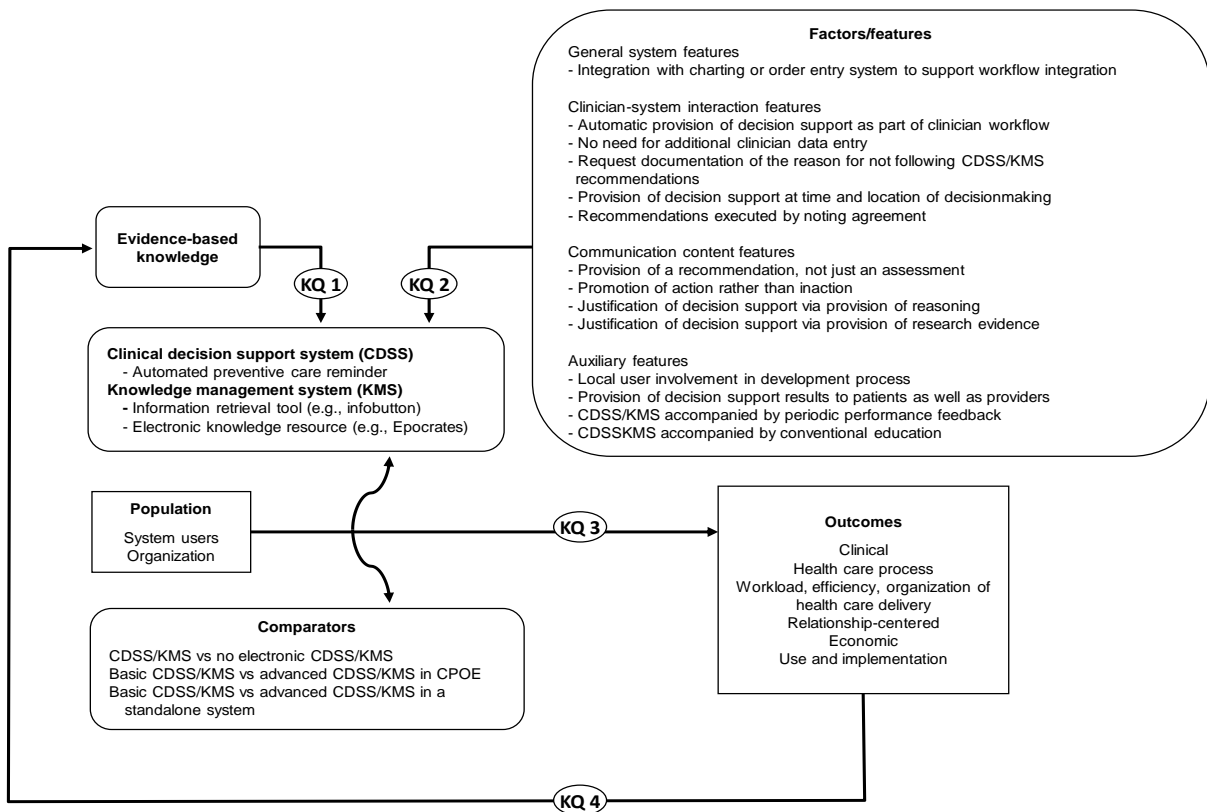 Factors/features
General system features
- Integration with charting or order entry system to support workflow integration
Clinician-system interaction features
- Automatic provision of decision support as part of clinician workflow
- No need for additional clinician data entry
- Request documentation of the reason for not following CDSS/KMS
recommendations
- Provision of decision support at time and location of decisionmaking
- Recommendations executed by noting agreement
Communication content features
- Provision of a recommendation, not just an assessment
- Promotion of action rather than inaction
- Justification of decision support via provision of reasoning
- Justification of decision support via provision of research evidence
Auxiliary features
- Local user involvement in development process
- Provision of decision support results to patients as well as providers
- CDSS/KMS accompanied by periodic performance feedback
- CDSSKMS accompanied by conventional education
Evidence-based
knowledge
KQ 1
KQ 2
Clinical decision support system (CDSS)
- Automated preventive care reminder
Knowledge management system (KMS)
- Information retrieval tool (e.g., infobutton)
- Electronic knowledge resource (e.g., Epocrates)
Population
System users
Organization
KQ 3
Outcomes
Clinical
Health care process
Workload, efficiency, organization of
health care delivery
Relationship-centered
Economic
Use and implementation
Comparators
CDSS/KMS vs no electronic CDSS/KMS
Basic CDSS/KMS vs advanced CDSS/KMS in CPOE
Basic CDSS/KMS vs advanced CDSS/KMS in a
standalone system
KQ 4